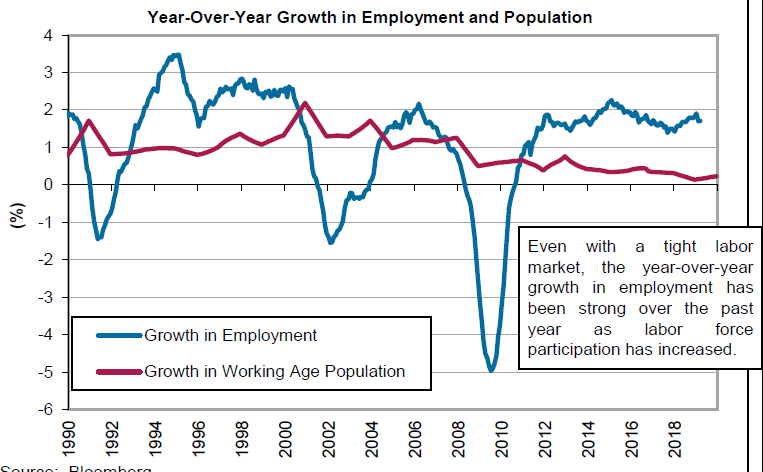 Year-Over-Year Growth in Employment and Population
4
3
2
1
0
-1
-2
-3
-4
-5
-6
(%)
Growth in Employment
Growth in Working Age Population
Even with a tight labor
market, the year-over-year
growth in employment has
been strong over the past
year as labor force
participation has increased.
1990 1992 1994 1996 1998 2000 2002 2004 2006 2008 2010 2012 2014 2016 2018
Source: Bloomberg